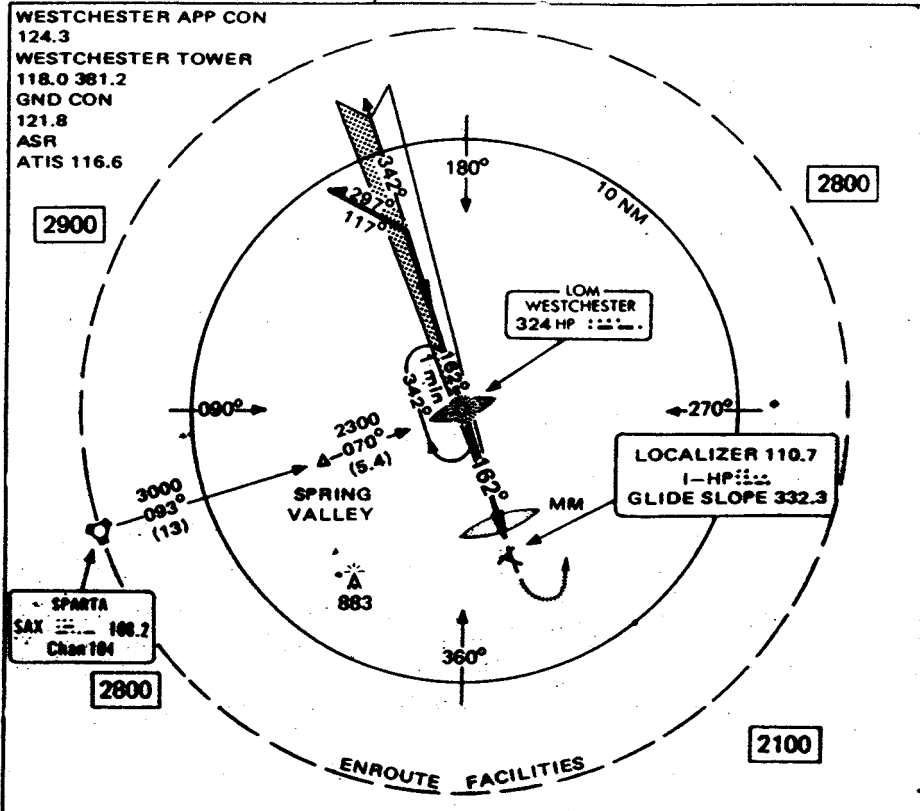 WESTCHESTER APP CON
124.3
WESTCHESTER TOWER
118.0 381.2
GND CON
121.8
ASR
ATIS 116.6
2900
2800
180°
10 NM
342°
297°
117°
LOM
WESTCHESTER
324 HP
162°
1 min
342°
090°
270°
2300
070°
(5.4)
3000
093°
(13)
SPRING
VALLEY
162°
MM
LOCALIZER 110.7
I-HP
GLIDE SLOPE 332.3
883
SPARTA
SAX
Chan 104
360°
2800
2100
ENROUTE FACILITIES